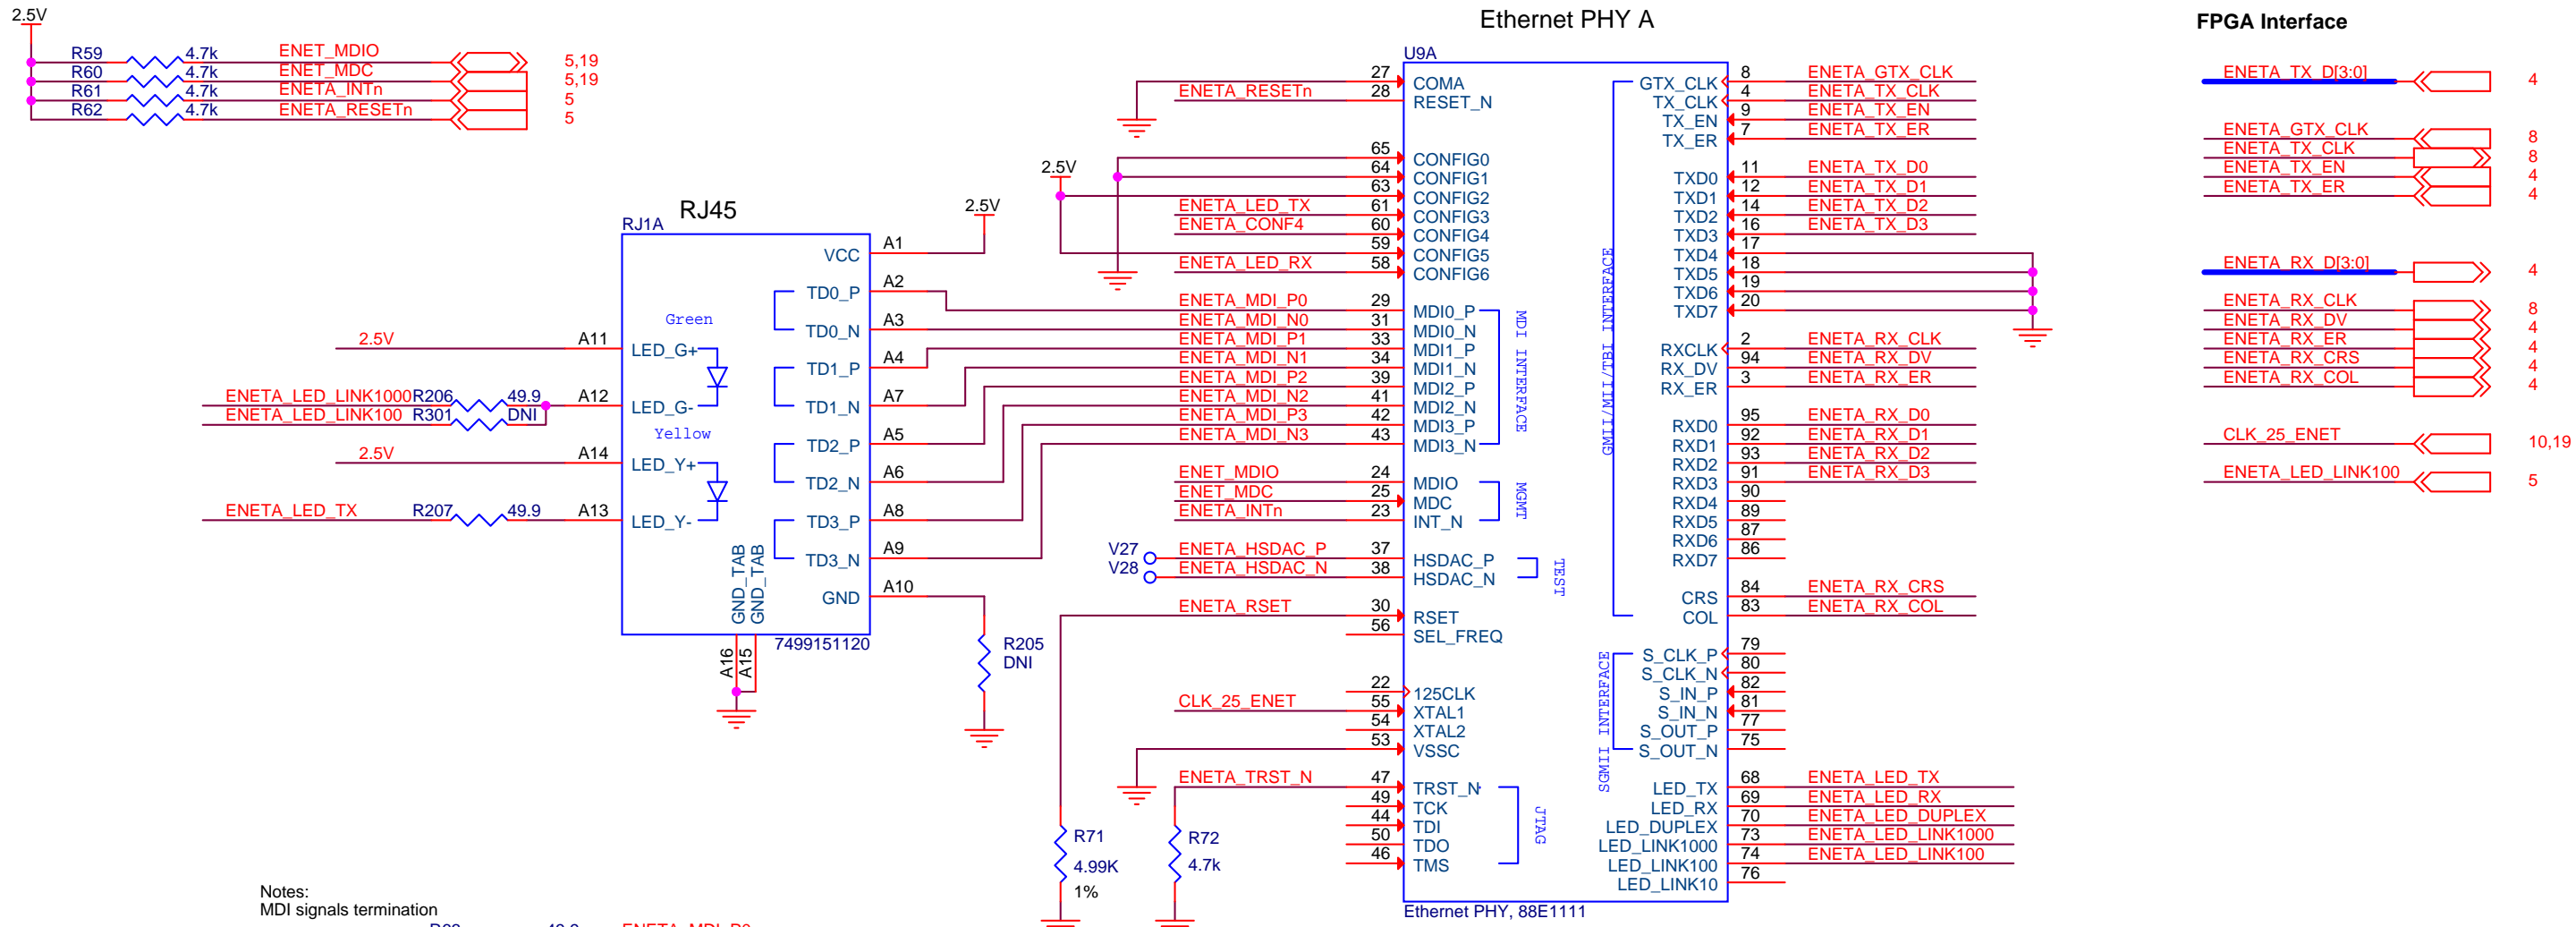 Ethernet PHY A
FPGA Interface
2.5V
R59 4.7k ENET_MDIO 5,19
R60 4.7k ENET_MDC 5,19
R61 4.7k ENETA_INTn 5
R62 4.7k ENETA_RESETn 5
RJ45
RJ1A
2.5V
VCC A1
TD0_P A2
TD0_N A3
TD1_P A4
TD1_N A7
TD2_P A5
TD2_N A6
TD3_P A8
TD3_N A9
GND A10
Green
2.5V A11 LED_G+
ENETA_LED_LINK1000 R206 49.9 A12 LED_G-
ENETA_LED_LINK100 R301 DNI
Yellow
2.5V A14 LED_Y+
ENETA_LED_TX R207 49.9 A13 LED_Y-
GND_TAB
GND_TAB
A16
A15
7499151120
R205
DNI
U9A
27 COMA
ENETA_RESETn 28 RESET_N
2.5V
65 CONFIG0
64 CONFIG1
63 CONFIG2
ENETA_LED_TX 61 CONFIG3
ENETA_CONF4 60 CONFIG4
59 CONFIG5
ENETA_LED_RX 58 CONFIG6
ENETA_MDI_P0 29 MDI0_P
ENETA_MDI_N0 31 MDI0_N
ENETA_MDI_P1 33 MDI1_P
ENETA_MDI_N1 34 MDI1_N
ENETA_MDI_P2 39 MDI2_P
ENETA_MDI_N2 41 MDI2_N
ENETA_MDI_P3 42 MDI3_P
ENETA_MDI_N3 43 MDI3_N
MDI INTERFACE
ENET_MDIO 24 MDIO
ENET_MDC 25 MDC
ENETA_INTn 23 INT_N
MGMT
V27 ENETA_HSDAC_P 37 HSDAC_P
V28 ENETA_HSDAC_N 38 HSDAC_N
TEST
ENETA_RSET 30 RSET
56 SEL_FREQ
22 125CLK
CLK_25_ENET 55 XTAL1
54 XTAL2
53 VSSC
ENETA_TRST_N 47 TRST_N
49 TCK
44 TDI
50 TDO
46 TMS
JTAG
R71
4.99K
1%
R72
4.7k
GMII/MII/TBI INTERFACE
GTX_CLK 8 ENETA_GTX_CLK
TX_CLK 4 ENETA_TX_CLK
TX_EN 9 ENETA_TX_EN
TX_ER 7 ENETA_TX_ER
TXD0 11 ENETA_TX_D0
TXD1 12 ENETA_TX_D1
TXD2 14 ENETA_TX_D2
TXD3 16 ENETA_TX_D3
TXD4 17
TXD5 18
TXD6 19
TXD7 20
RXCLK 2 ENETA_RX_CLK
RX_DV 94 ENETA_RX_DV
RX_ER 3 ENETA_RX_ER
RXD0 95 ENETA_RX_D0
RXD1 92 ENETA_RX_D1
RXD2 93 ENETA_RX_D2
RXD3 91 ENETA_RX_D3
RXD4 90
RXD5 89
RXD6 87
RXD7 86
CRS 84 ENETA_RX_CRS
COL 83 ENETA_RX_COL
SGMII INTERFACE
S_CLK_P 79
S_CLK_N 80
S_IN_P 82
S_IN_N 81
S_OUT_P 77
S_OUT_N 75
LED_TX 68 ENETA_LED_TX
LED_RX 69 ENETA_LED_RX
LED_DUPLEX 70 ENETA_LED_DUPLEX
LED_LINK1000 73 ENETA_LED_LINK1000
LED_LINK100 74 ENETA_LED_LINK100
LED_LINK10 76
Ethernet PHY, 88E1111
ENETA_TX_D[3:0] 4
ENETA_GTX_CLK 8
ENETA_TX_CLK 8
ENETA_TX_EN 4
ENETA_TX_ER 4
ENETA_RX_D[3:0] 4
ENETA_RX_CLK 8
ENETA_RX_DV 4
ENETA_RX_ER 4
ENETA_RX_CRS 4
ENETA_RX_COL 4
CLK_25_ENET 10,19
ENETA_LED_LINK100 5
Notes:
MDI signals termination